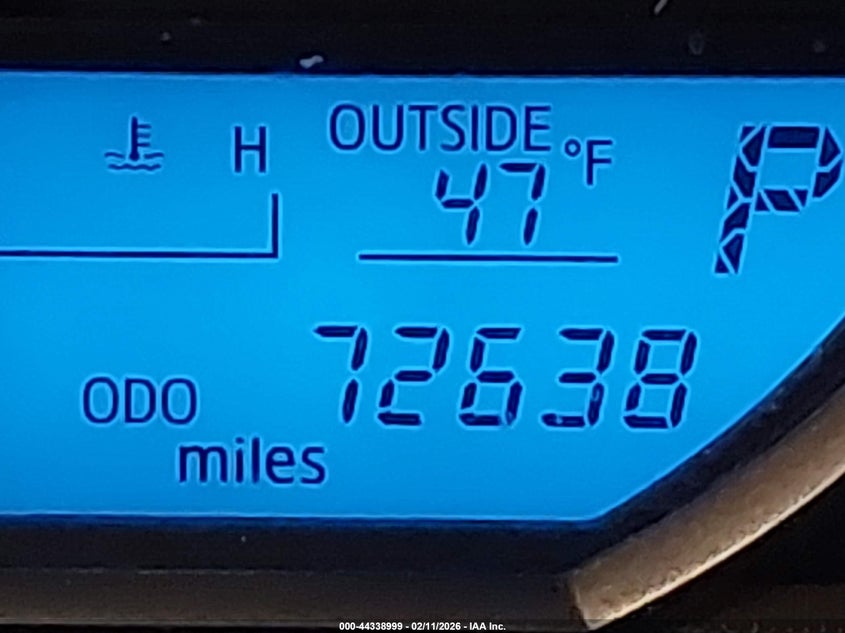 H
OUTSIDE
47 °F
P
72638
ODO
miles
000-44338999 - 02/11/2026 - IAA Inc.